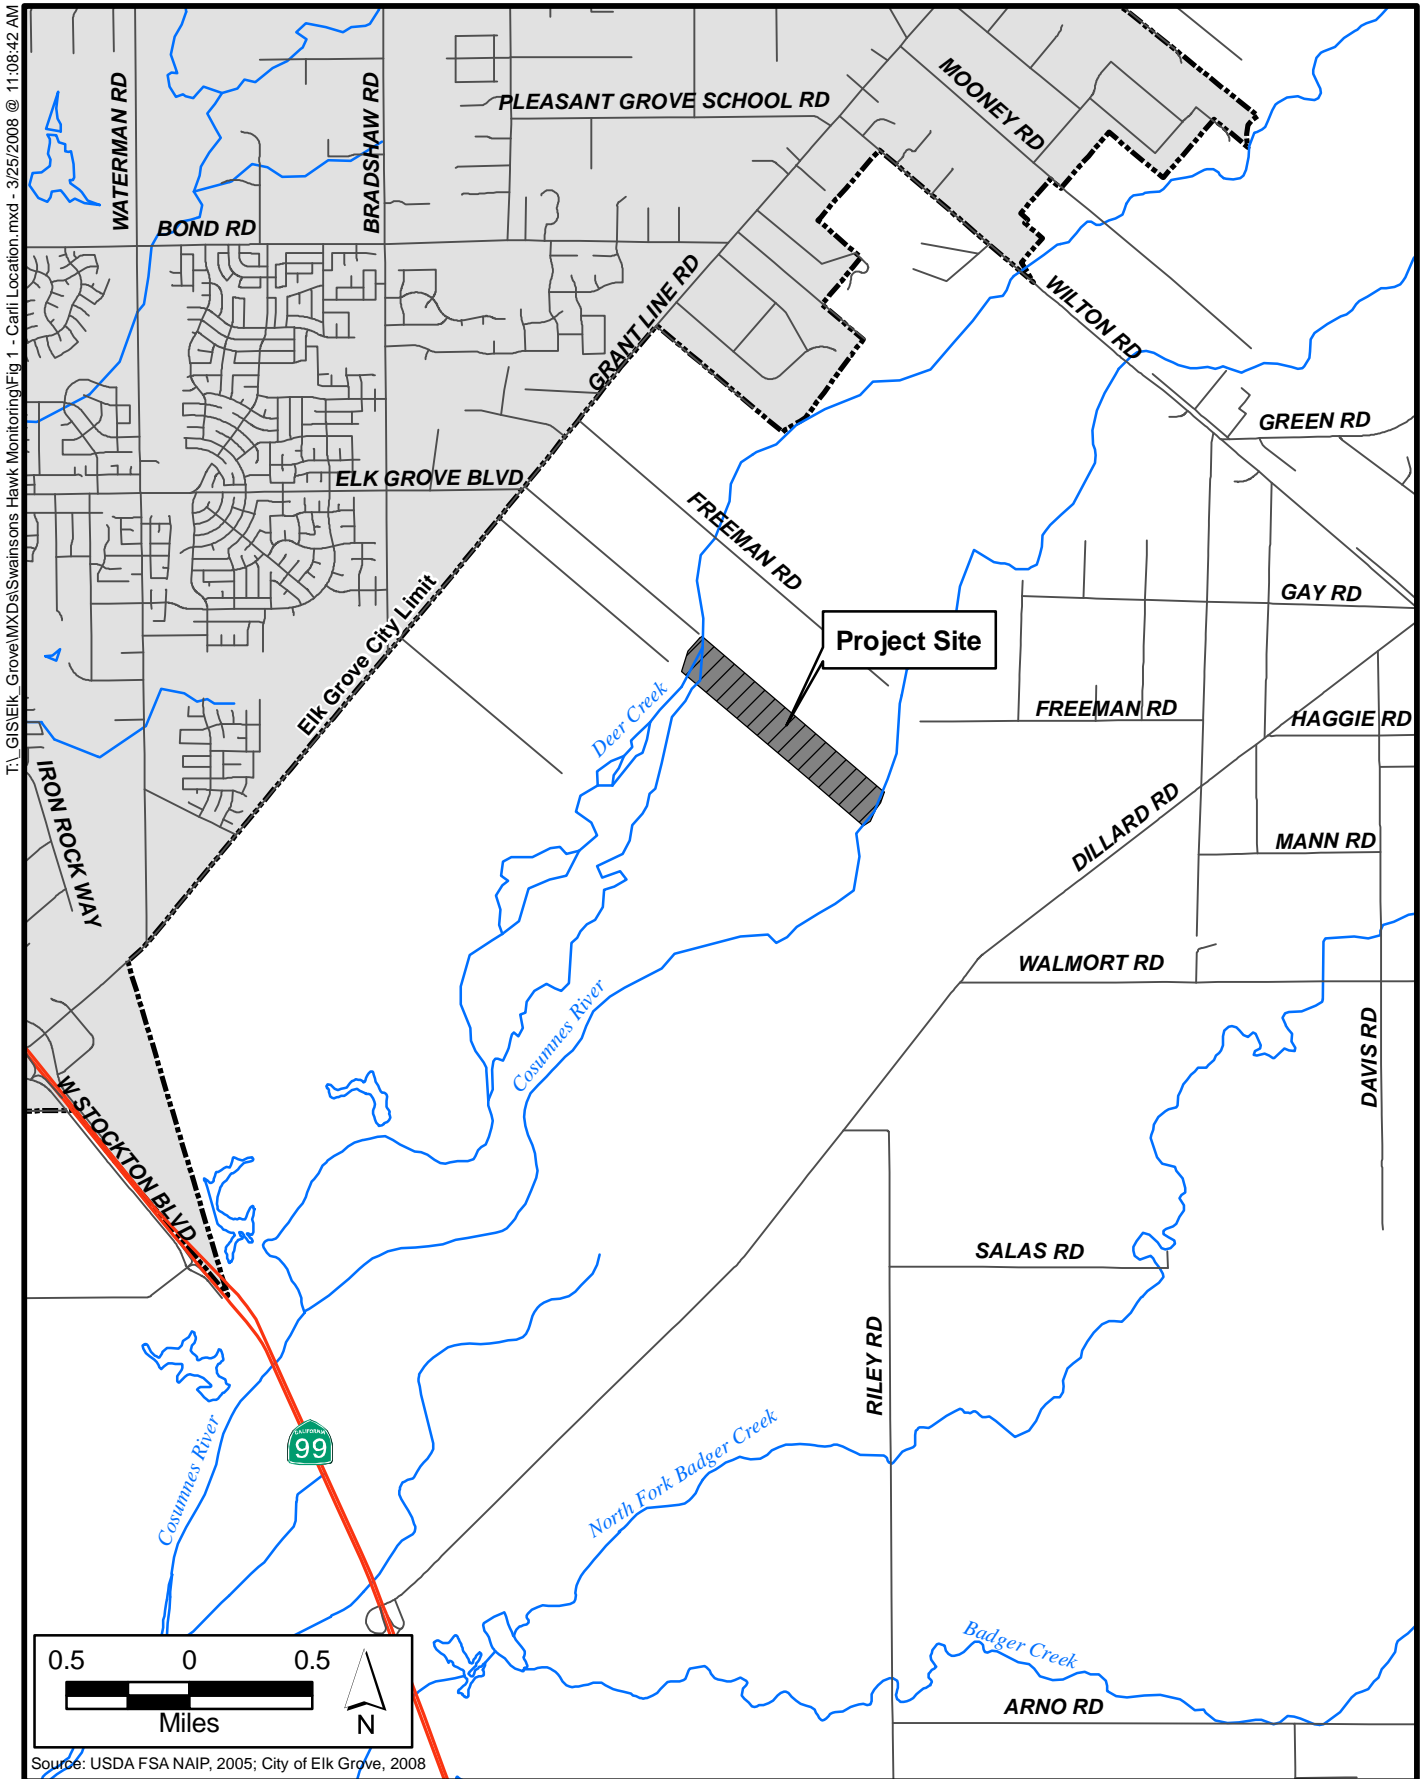 T:\_GIS\Elk_Grove\MXDs\Swainsons Hawk Monitoring\Fig 1 - Carli Location.mxd - 3/25/2008 @ 11:08:42 AM
WATERMAN RD
BRADSHAW RD
PLEASANT GROVE SCHOOL RD
MOONEY RD
BOND RD
GRANT LINE RD
WILTON RD
GREEN RD
ELK GROVE BLVD
FREEMAN RD
GAY RD
Elk Grove City Limit
Project Site
Deer Creek
FREEMAN RD
HAGGIE RD
IRON ROCK WAY
DILLARD RD
MANN RD
WALMORT RD
Cosumnes River
DAVIS RD
W STOCKTON BLVD
SALAS RD
RILEY RD
CALIFORNIA
99
Cosumnes River
North Fork Badger Creek
Badger Creek
ARNO RD
0.5 0 0.5
Miles
N
Source: USDA FSA NAIP, 2005; City of Elk Grove, 2008